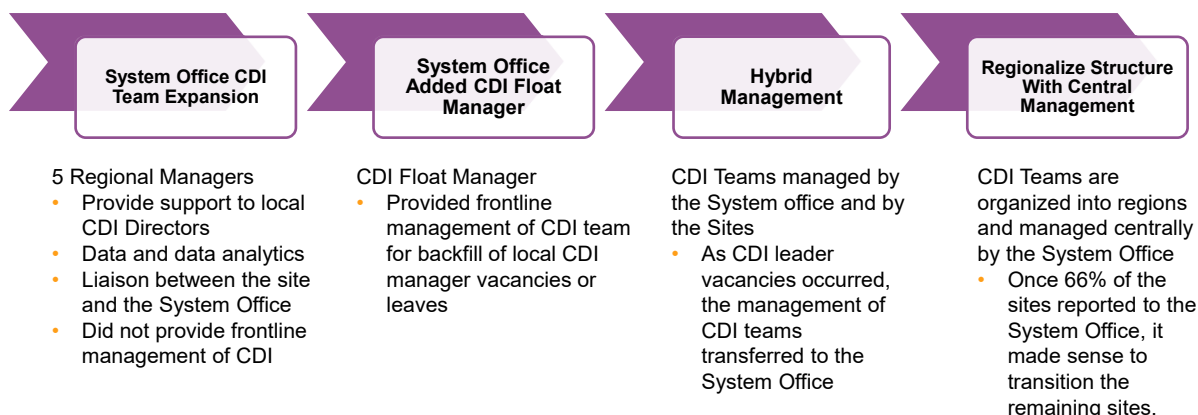 System Office CDI
Team Expansion
5 Regional Managers
• Provide support to local
CDI Directors
• Data and data analytics
• Liaison between the site
and the System Office
• Did not provide frontline
management of CDI
System Office
Added CDI Float
Manager
CDI Float Manager
• Provided frontline
management of CDI team
for backfill of local CDI
manager vacancies or
leaves
Hybrid
Management
CDI Teams managed by
the System office and by
the Sites
• As CDI leader
vacancies occurred,
the management of
CDI teams
transferred to the
System Office
Regionalize Structure
With Central
Management
CDI Teams are
organized into regions
and managed centrally
by the System Office
• Once 66% of the
sites reported to the
System Office, it
made sense to
transition the
remaining sites.